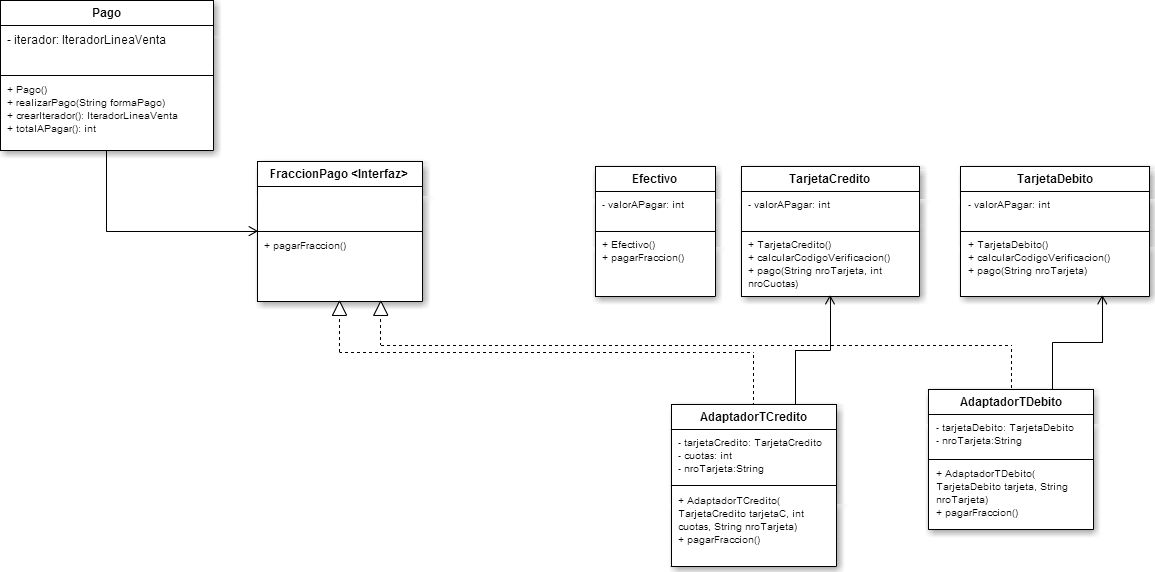 Pago
- iterador: IteradorLineaVenta
+ Pago()
+ realizarPago(String formaPago)
+ crearIterador(): IteradorLineaVenta
+ totalAPagar(): int
FraccionPago <Interfaz>
+ pagarFraccion()
Efectivo
- valorAPagar: int
+ Efectivo()
+ pagarFraccion()
TarjetaCredito
- valorAPagar: int
+ TarjetaCredito()
+ calcularCodigoVerificacion()
+ pago(String nroTarjeta, int
nroCuotas)
TarjetaDebito
- valorAPagar: int
+ TarjetaDebito()
+ calcularCodigoVerificacion()
+ pago(String nroTarjeta)
AdaptadorTCredito
- tarjetaCredito: TarjetaCredito
- cuotas: int
- nroTarjeta:String
+ AdaptadorTCredito(
TarjetaCredito tarjetaC, int
cuotas, String nroTarjeta)
+ pagarFraccion()
AdaptadorTDebito
- tarjetaDebito: TarjetaDebito
- nroTarjeta:String
+ AdaptadorTDebito(
TarjetaDebito tarjeta, String
nroTarjeta)
+ pagarFraccion()